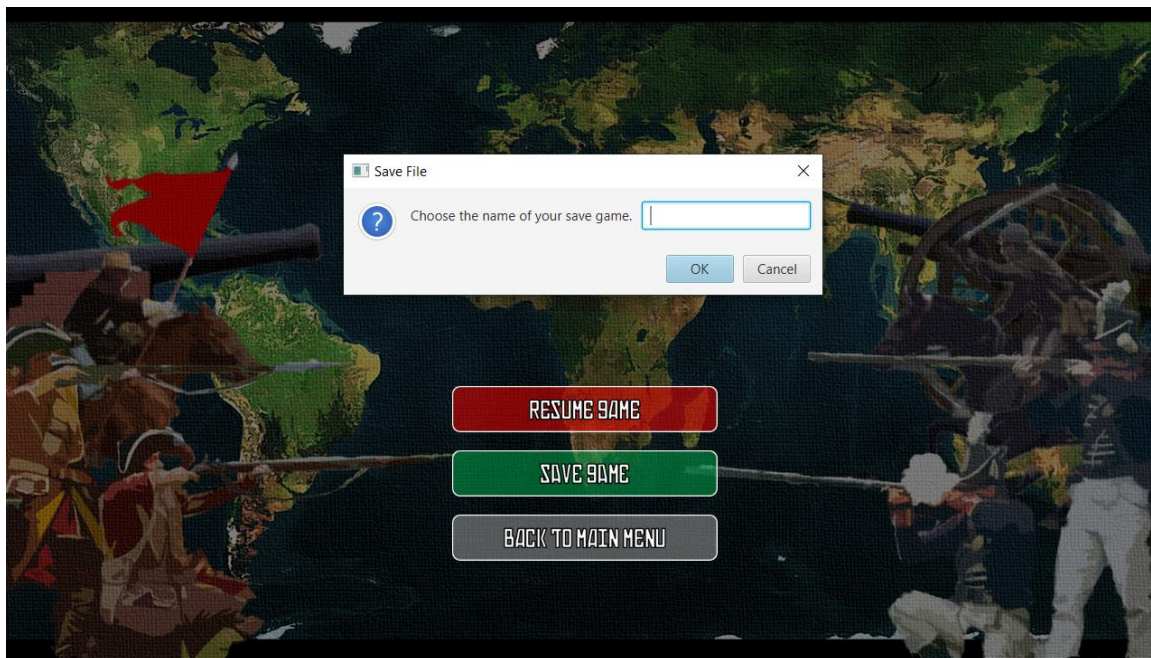 Save File
Choose the name of your save game.
OK Cancel
RESUME GAME
SAVE GAME
BACK TO MAIN MENU